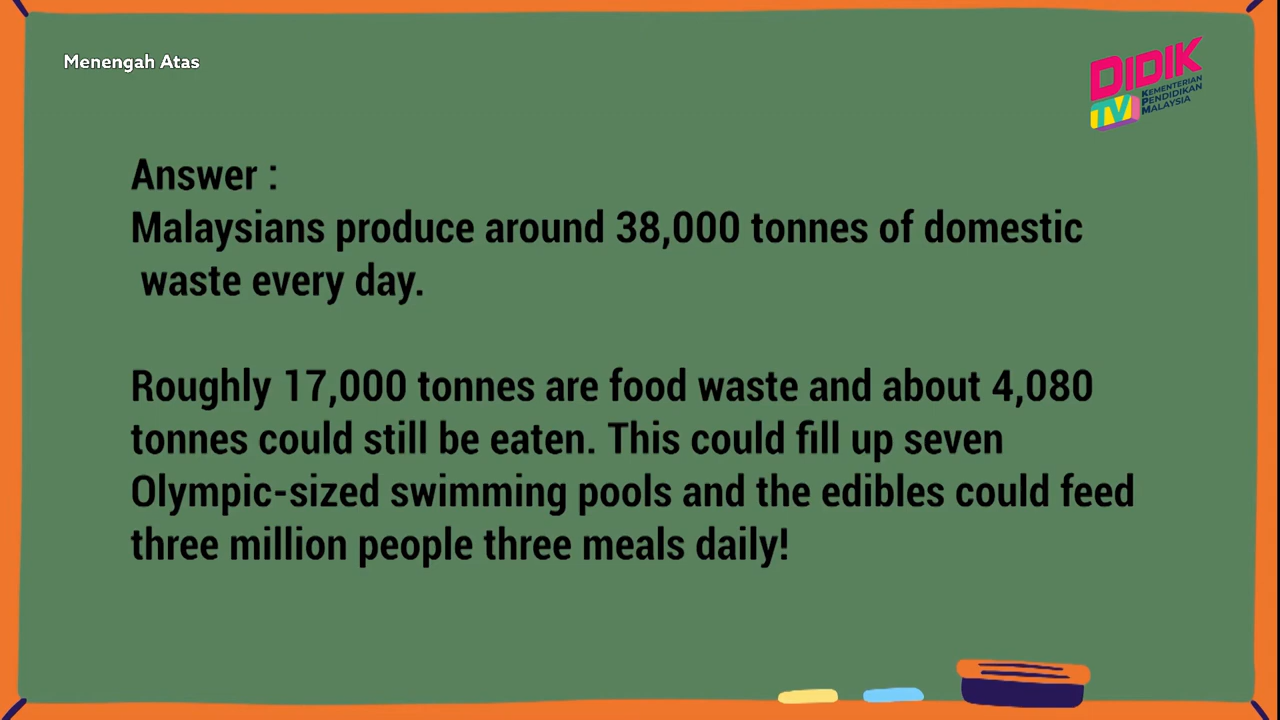 Menengah Atas
DIDIK
TV
KEMENTERIAN
PENDIDIKAN
MALAYSIA
Answer :
Malaysians produce around 38,000 tonnes of domestic
waste every day.
Roughly 17,000 tonnes are food waste and about 4,080
tonnes could still be eaten. This could fill up seven
Olympic-sized swimming pools and the edibles could feed
three million people three meals daily!